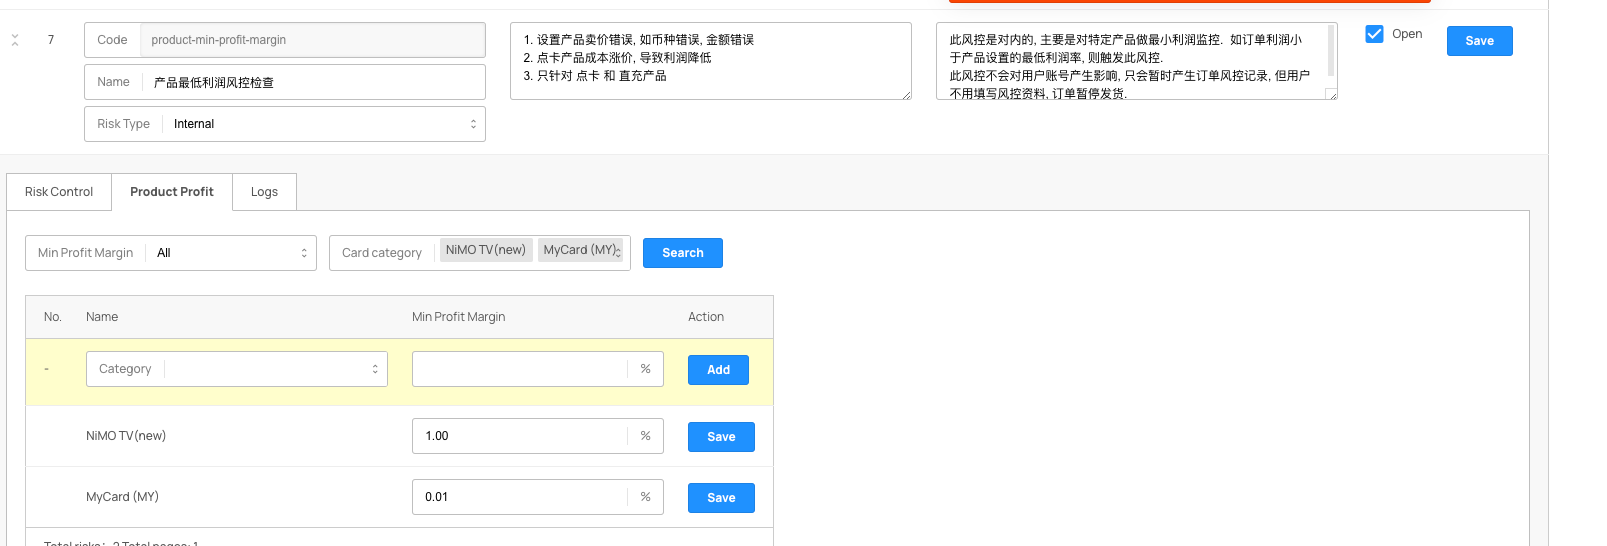 7
Code product-min-profit-margin
Name 产品最低利润风控检查
Risk Type Internal
1. 设置产品卖价错误, 如币种错误, 金额错误
2. 点卡产品成本涨价, 导致利润降低
3. 只针对 点卡 和 直充产品
此风控是对内的, 主要是对特定产品做最小利润监控. 如订单利润小
于产品设置的最低利润率, 则触发此风控.
此风控不会对用户账号产生影响, 只会暂时产生订单风控记录, 但用户
不用填写风控资料, 订单暂停发货.
Open
Save
Risk Control Product Profit Logs
Min Profit Margin All Card category NiMO TV(new) MyCard (MY) Search
No. Name Min Profit Margin Action
- Category % Add
NiMO TV(new) 1.00 % Save
MyCard (MY) 0.01 % Save
Total risks: 2 Total pages: 1